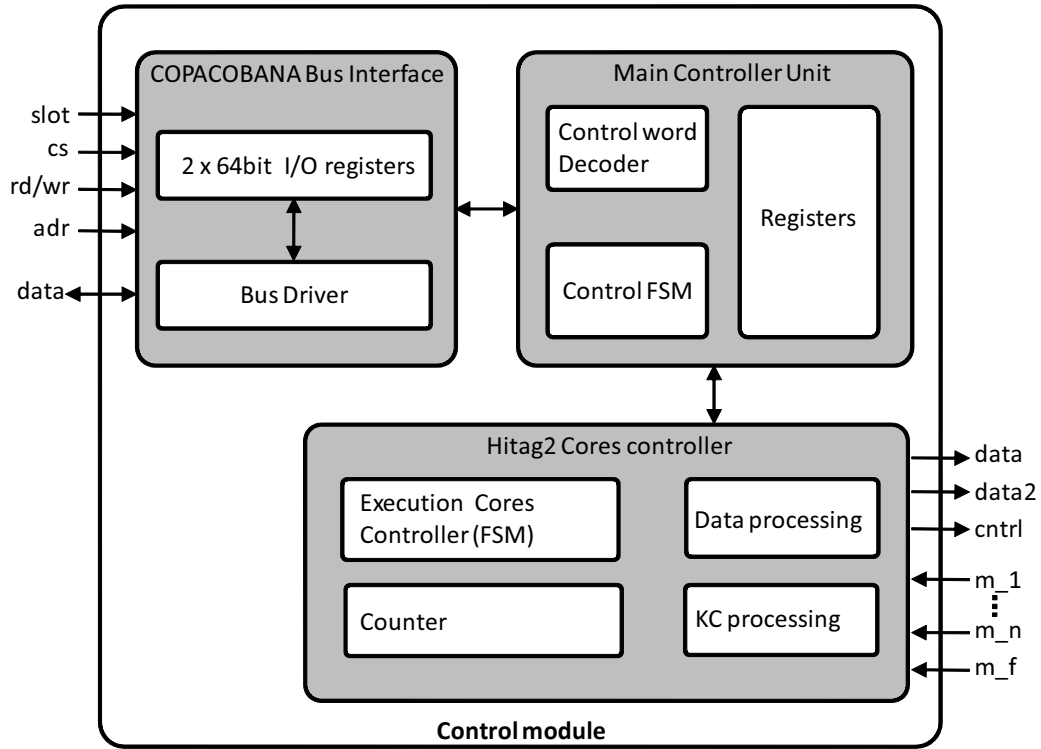 COPACOBANA Bus Interface
slot
cs
rd/wr
adr
data
2 x 64bit I/O registers
Bus Driver
Main Controller Unit
Control word
Decoder
Control FSM
Registers
Hitag2 Cores controller
Execution Cores
Controller (FSM)
Data processing
Counter
KC processing
data
data2
cntrl
m_1
m_n
m_f
Control module